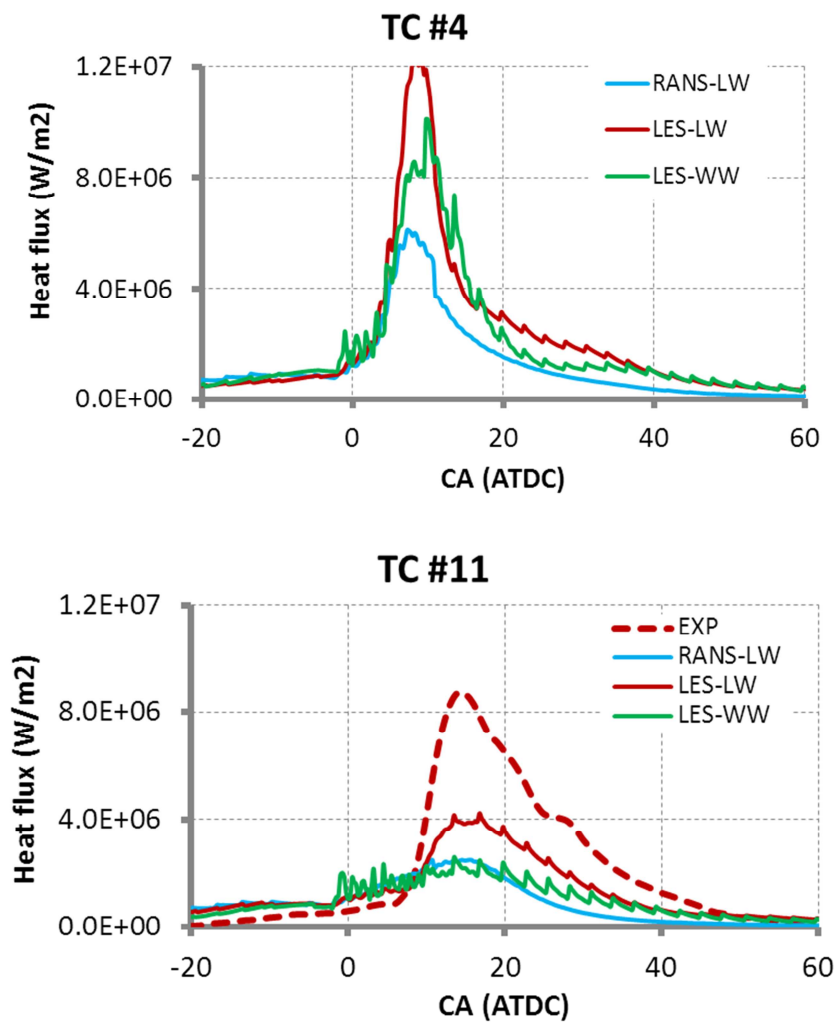 TC #4
Heat flux (W/m2)
1.2E+07
8.0E+06
4.0E+06
0.0E+00
-20
0
20
40
60
CA (ATDC)
RANS-LW
LES-LW
LES-WW
TC #11
Heat flux (W/m2)
1.2E+07
8.0E+06
4.0E+06
0.0E+00
-20
0
20
40
60
CA (ATDC)
EXP
RANS-LW
LES-LW
LES-WW